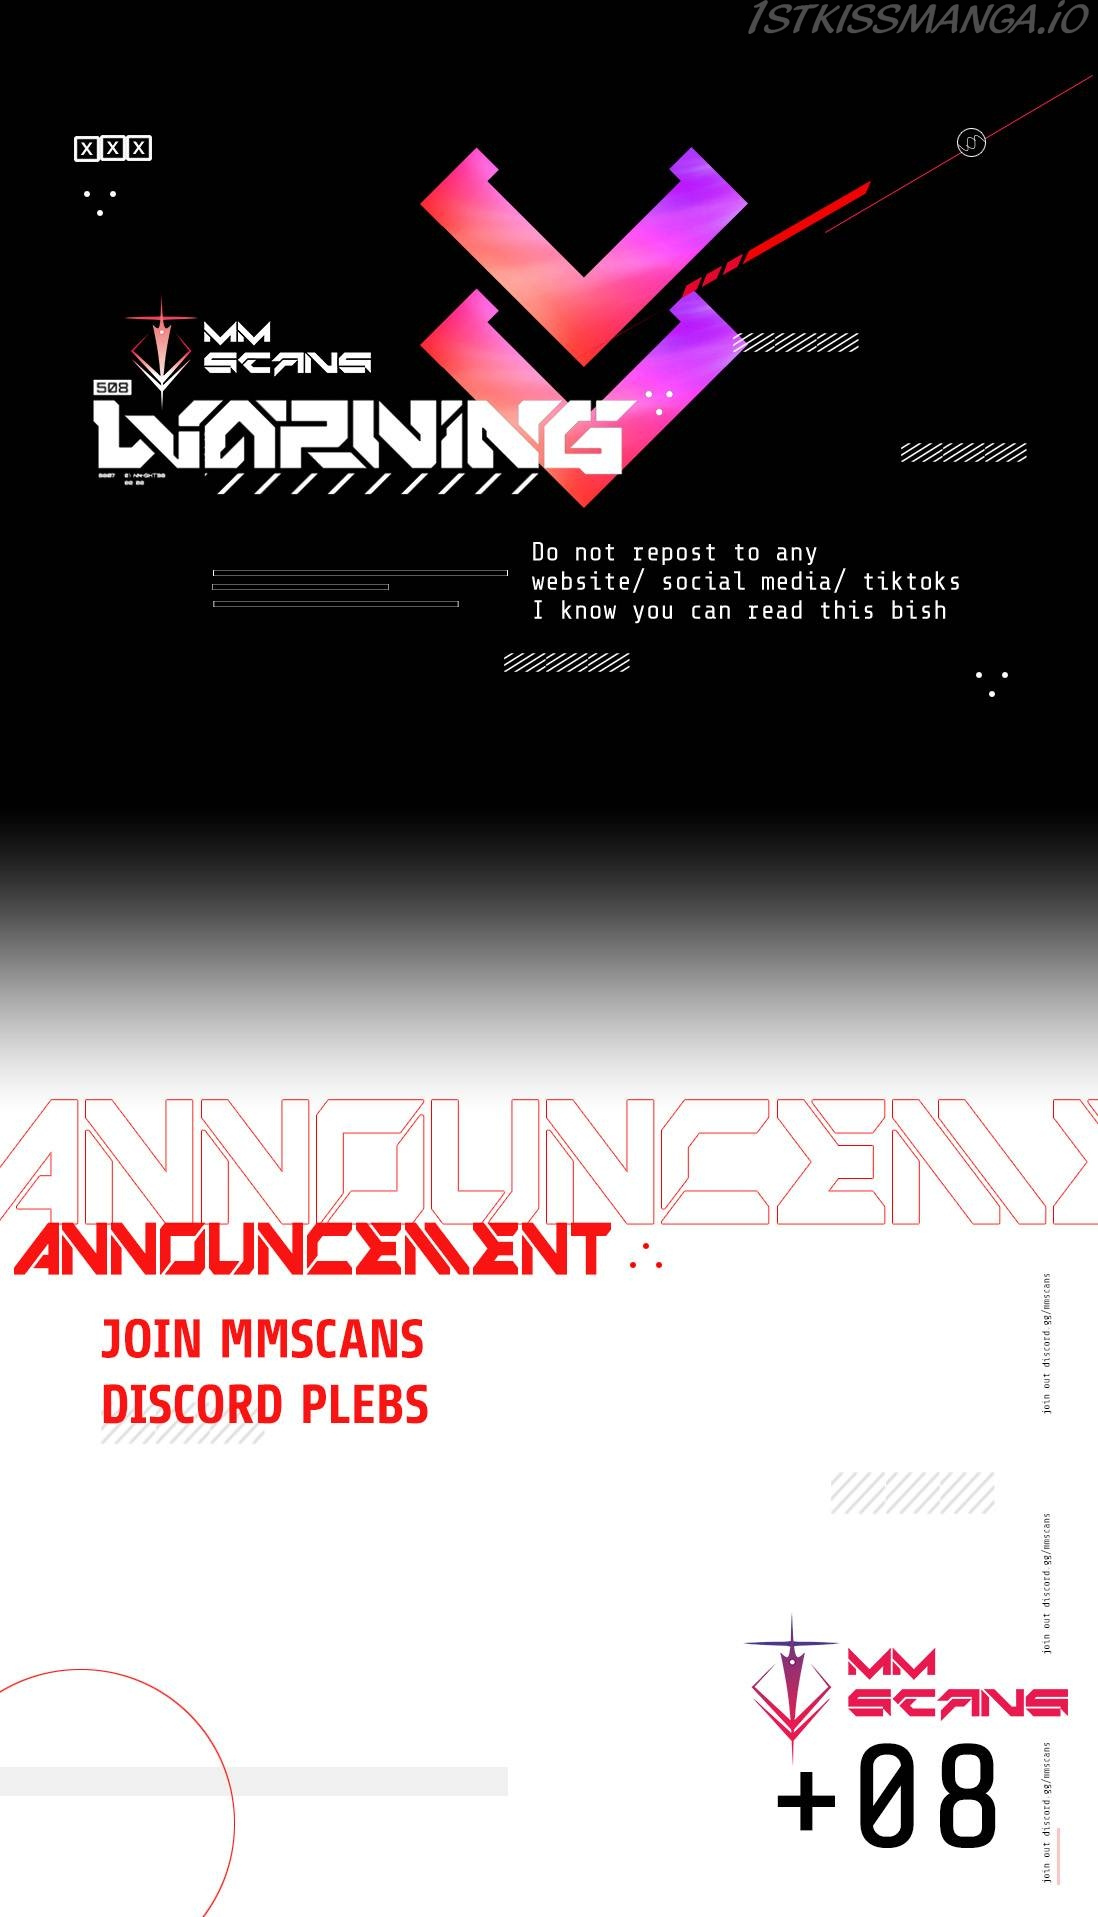 1STKISSMANGA.IO
XXX
MM
SCANS
S08
WARNING
Do not repost to any
website/ social media/ tiktoks
I know you can read this bish
ANNOUNCEME
ANNOUNCEMENT
JOIN MMSCANS
DISCORD PLEBS
join out discord gg/mmscans
join out discord gg/mmscans
MM
SCANS
+08
join out discord gg/mmscans